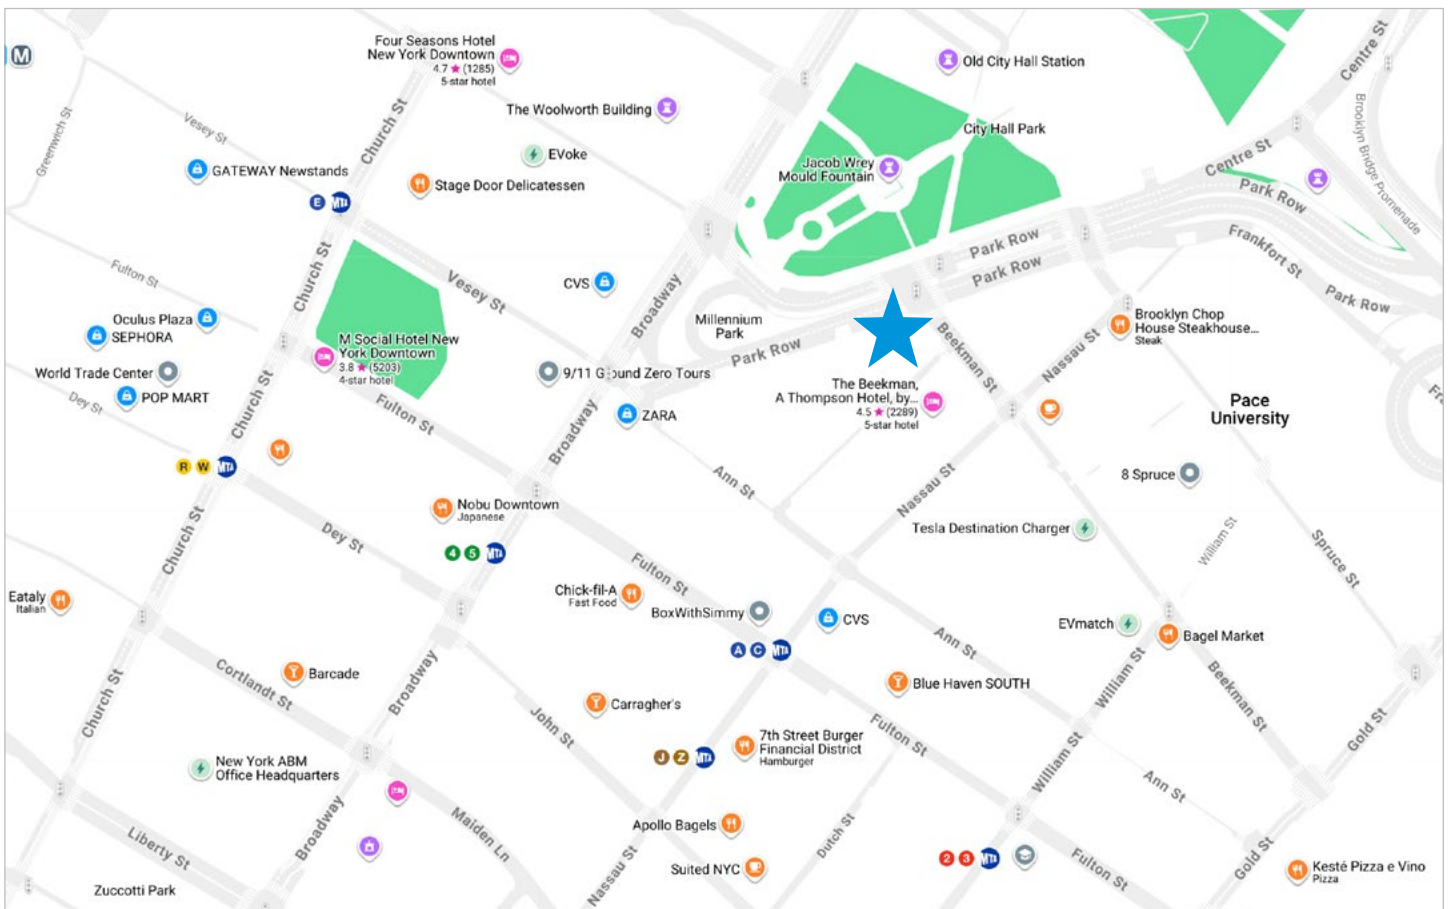 Four Seasons Hotel
New York Downtown
4.7 ★ (1285)
5-star hotel
M
Old City Hall Station
Centre St
The Woolworth Building
Church St
Vesey St
Greenwich St
City Hall Park
Brooklyn Bridge Promenade
EVoke
Jacob Wrey
Mould Fountain
Centre St
GATEWAY Newstands
Stage Door Delicatessen
Park Row
E MTA
Park Row
Frankfort St
Church St
Fulton St
Vesey St
CVS
Broadway
Park Row
Park Row
Oculus Plaza
SEPHORA
Millennium
Park
Brooklyn Chop
House Steakhouse...
Steak
M Social Hotel New
York Downtown
3.8 ★ (5203)
4-star hotel
Park Row
Beekman St
Nassau St
World Trade Center
9/11 Ground Zero Tours
POP MART
Dey St
Church St
Fulton St
The Beekman,
A Thompson Hotel, by...
4.5 ★ (2289)
5-star hotel
Pace
University
ZARA
Broadway
R W MTA
Ann St
Nassau St
8 Spruce
Nobu Downtown
Japanese
Dey St
Church St
Tesla Destination Charger
William St
Spruce St
4 5 MTA
Fulton St
Eataly
Italian
Chick-fil-A
Fast Food
BoxWithSimmy
CVS
EVmatch
Bagel Market
A C MTA
Ann St
Barcade
Cortlandt St
Broadway
Church St
Blue Haven SOUTH
William St
Beekman St
Carragher's
John St
Fulton St
Gold St
7th Street Burger
Financial District
Hamburger
J Z MTA
New York ABM
Office Headquarters
William St
Ann St
Broadway
Maiden Ln
Apollo Bagels
Dutch St
Liberty St
Suited NYC
Nassau St
2 3 MTA
Fulton St
Gold St
Kesté Pizza e Vino
Pizza
Zuccotti Park